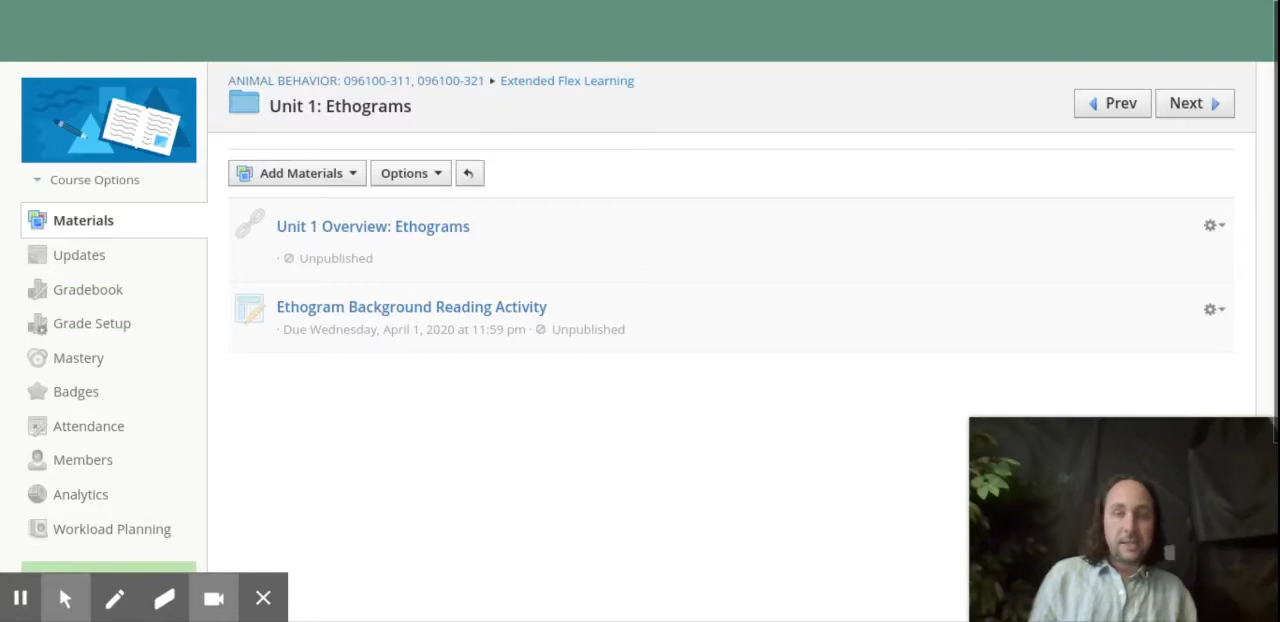 ANIMAL BEHAVIOR: 096100-311, 096100-321 ▸ Extended Flex Learning
Unit 1: Ethograms
Prev
Next
Course Options
Materials
Updates
Gradebook
Grade Setup
Mastery
Badges
Attendance
Members
Analytics
Workload Planning
Add Materials
Options
Unit 1 Overview: Ethograms
· Unpublished
Ethogram Background Reading Activity
· Due Wednesday, April 1, 2020 at 11:59 pm · Unpublished